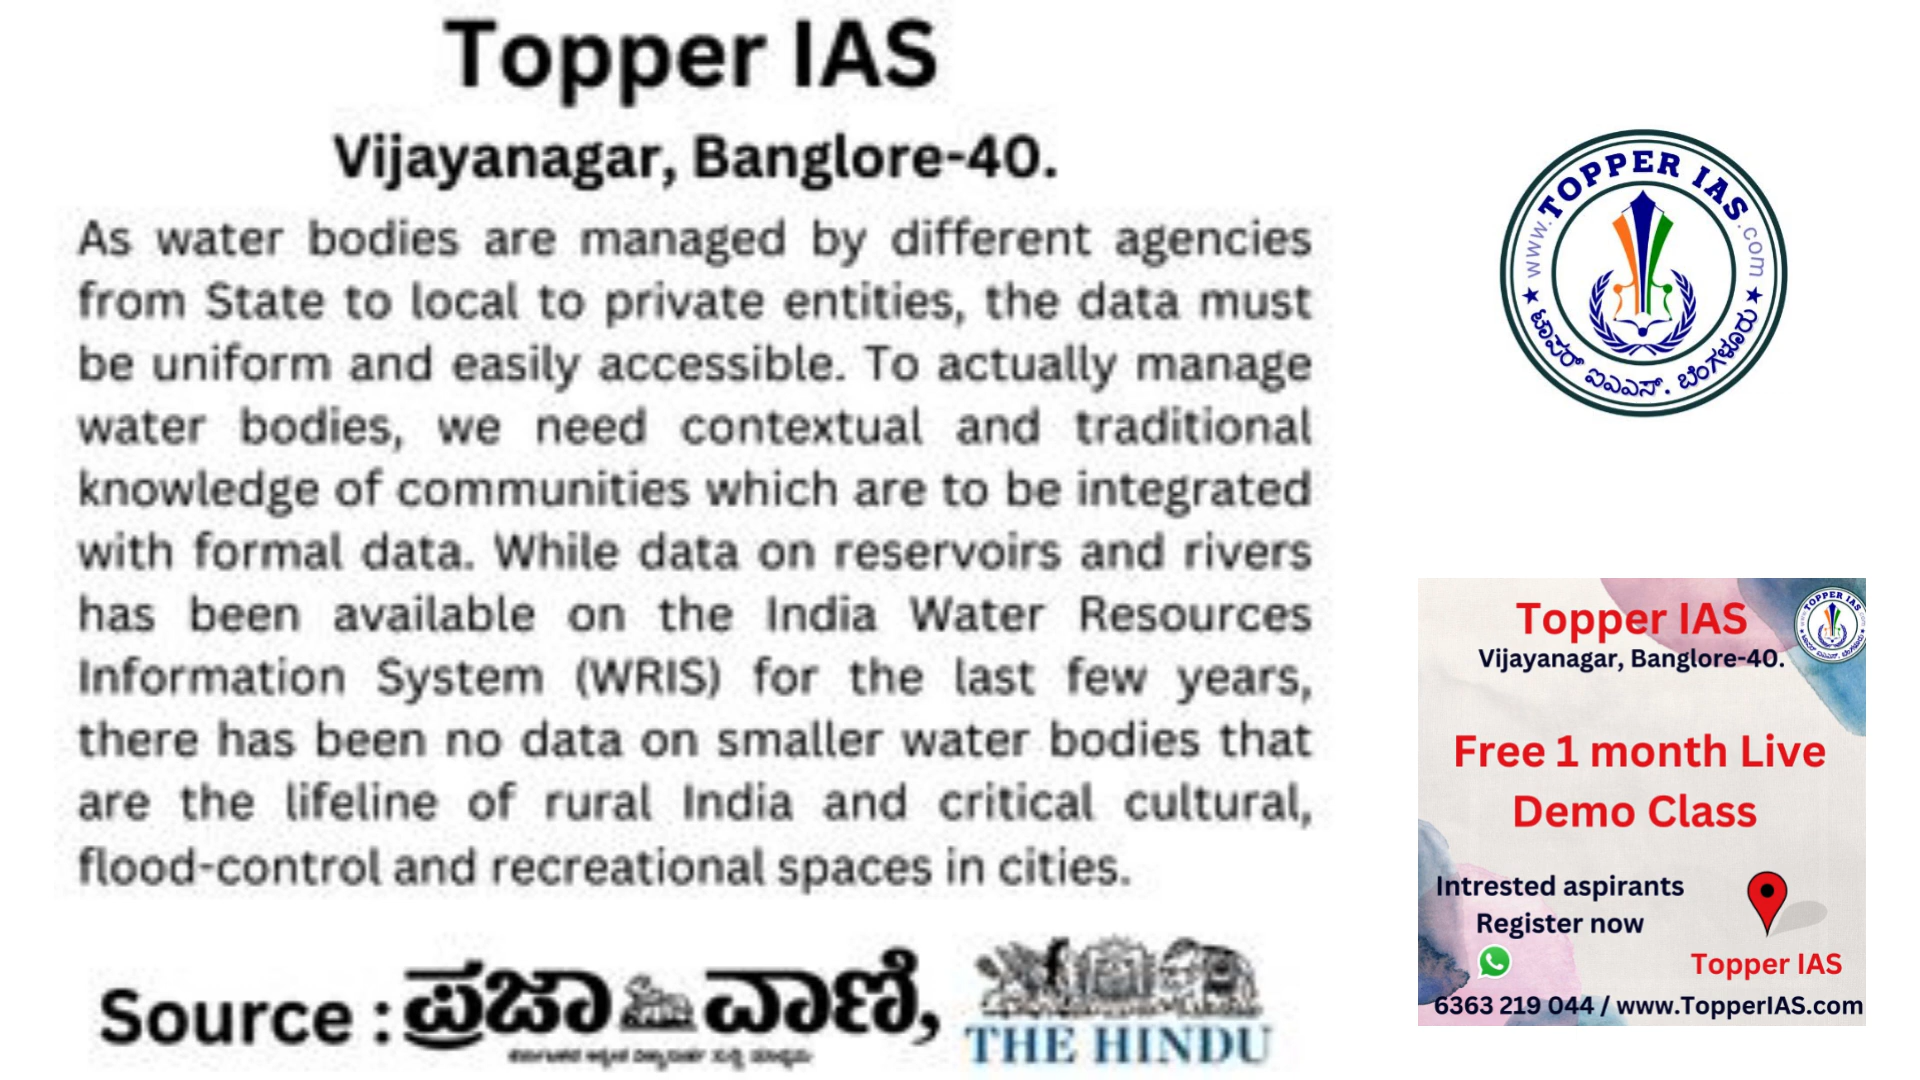 Topper IAS
Vijayanagar, Banglore-40.
As water bodies are managed by different agencies
from State to local to private entities, the data must
be uniform and easily accessible. To actually manage
water bodies, we need contextual and traditional
knowledge of communities which are to be integrated
with formal data. While data on reservoirs and rivers
has been available on the India Water Resources
Information System (WRIS) for the last few years,
there has been no data on smaller water bodies that
are the lifeline of rural India and critical cultural,
flood-control and recreational spaces in cities.
Source : ಪ್ರಜಾವಾಣಿ,
THE HINDU
www.TOPPER IAS.com
ಟಾಪರ್ ಐಎಎಸ್. ಬೆಂಗಳೂರು
Topper IAS
Vijayanagar, Banglore-40.
TOPPER IAS
Free 1 month Live
Demo Class
Intrested aspirants
Register now
Topper IAS
6363 219 044 / www.TopperIAS.com